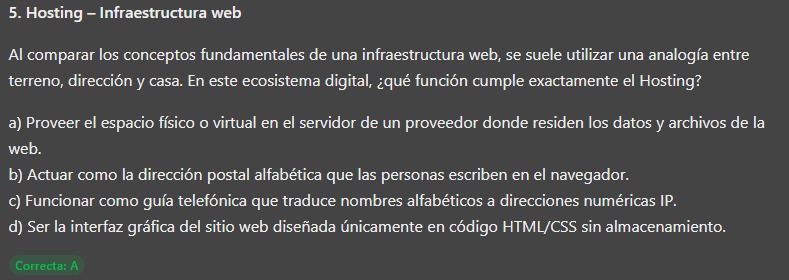 5. Hosting – Infraestructura web
Al comparar los conceptos fundamentales de una infraestructura web, se suele utilizar una analogía entre
terreno, dirección y casa. En este ecosistema digital, ¿qué función cumple exactamente el Hosting?
a) Proveer el espacio físico o virtual en el servidor de un proveedor donde residen los datos y archivos de la
web.
b) Actuar como la dirección postal alfabética que las personas escriben en el navegador.
c) Funcionar como guía telefónica que traduce nombres alfabéticos a direcciones numéricas IP.
d) Ser la interfaz gráfica del sitio web diseñada únicamente en código HTML/CSS sin almacenamiento.
Correcta: A